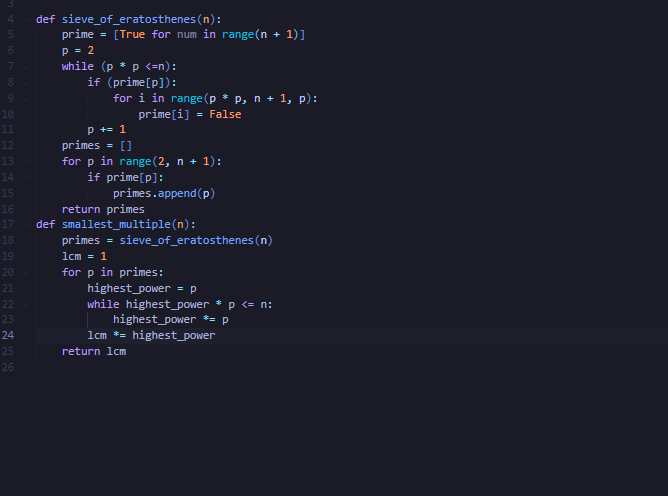 3
4 def sieve_of_eratosthenes(n):
5     prime = [True for num in range(n + 1)]
6     p = 2
7     while (p * p <=n):
8         if (prime[p]):
9             for i in range(p * p, n + 1, p):
10                 prime[i] = False
11         p += 1
12     primes = []
13     for p in range(2, n + 1):
14         if prime[p]:
15             primes.append(p)
16     return primes
17 def smallest_multiple(n):
18     primes = sieve_of_eratosthenes(n)
19     lcm = 1
20     for p in primes:
21         highest_power = p
22         while highest_power * p <= n:
23             highest_power *= p
24         lcm *= highest_power
25     return lcm
26